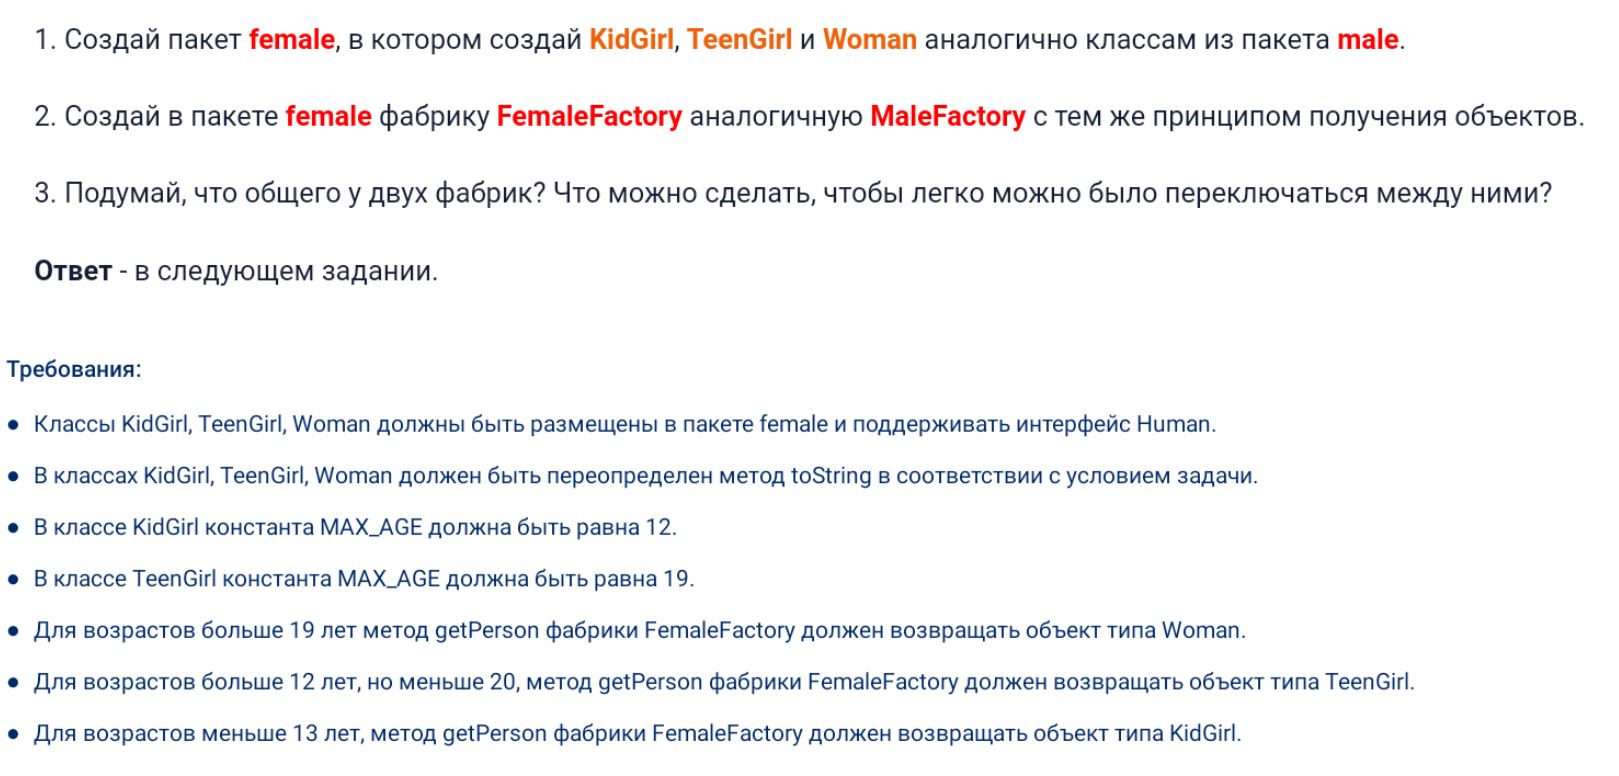 1. Создай пакет female, в котором создай KidGirl, TeenGirl и Woman аналогично классам из пакета male.
2. Создай в пакете female фабрику FemaleFactory аналогичную MaleFactory с тем же принципом получения объектов.
3. Подумай, что общего у двух фабрик? Что можно сделать, чтобы легко можно было переключаться между ними?
Ответ - в следующем задании.
Требования:
● Классы KidGirl, TeenGirl, Woman должны быть размещены в пакете female и поддерживать интерфейс Human.
● В классах KidGirl, TeenGirl, Woman должен быть переопределен метод toString в соответствии с условием задачи.
● В классе KidGirl константа MAX_AGE должна быть равна 12.
● В классе TeenGirl константа MAX_AGE должна быть равна 19.
● Для возрастов больше 19 лет метод getPerson фабрики FemaleFactory должен возвращать объект типа Woman.
● Для возрастов больше 12 лет, но меньше 20, метод getPerson фабрики FemaleFactory должен возвращать объект типа TeenGirl.
● Для возрастов меньше 13 лет, метод getPerson фабрики FemaleFactory должен возвращать объект типа KidGirl.